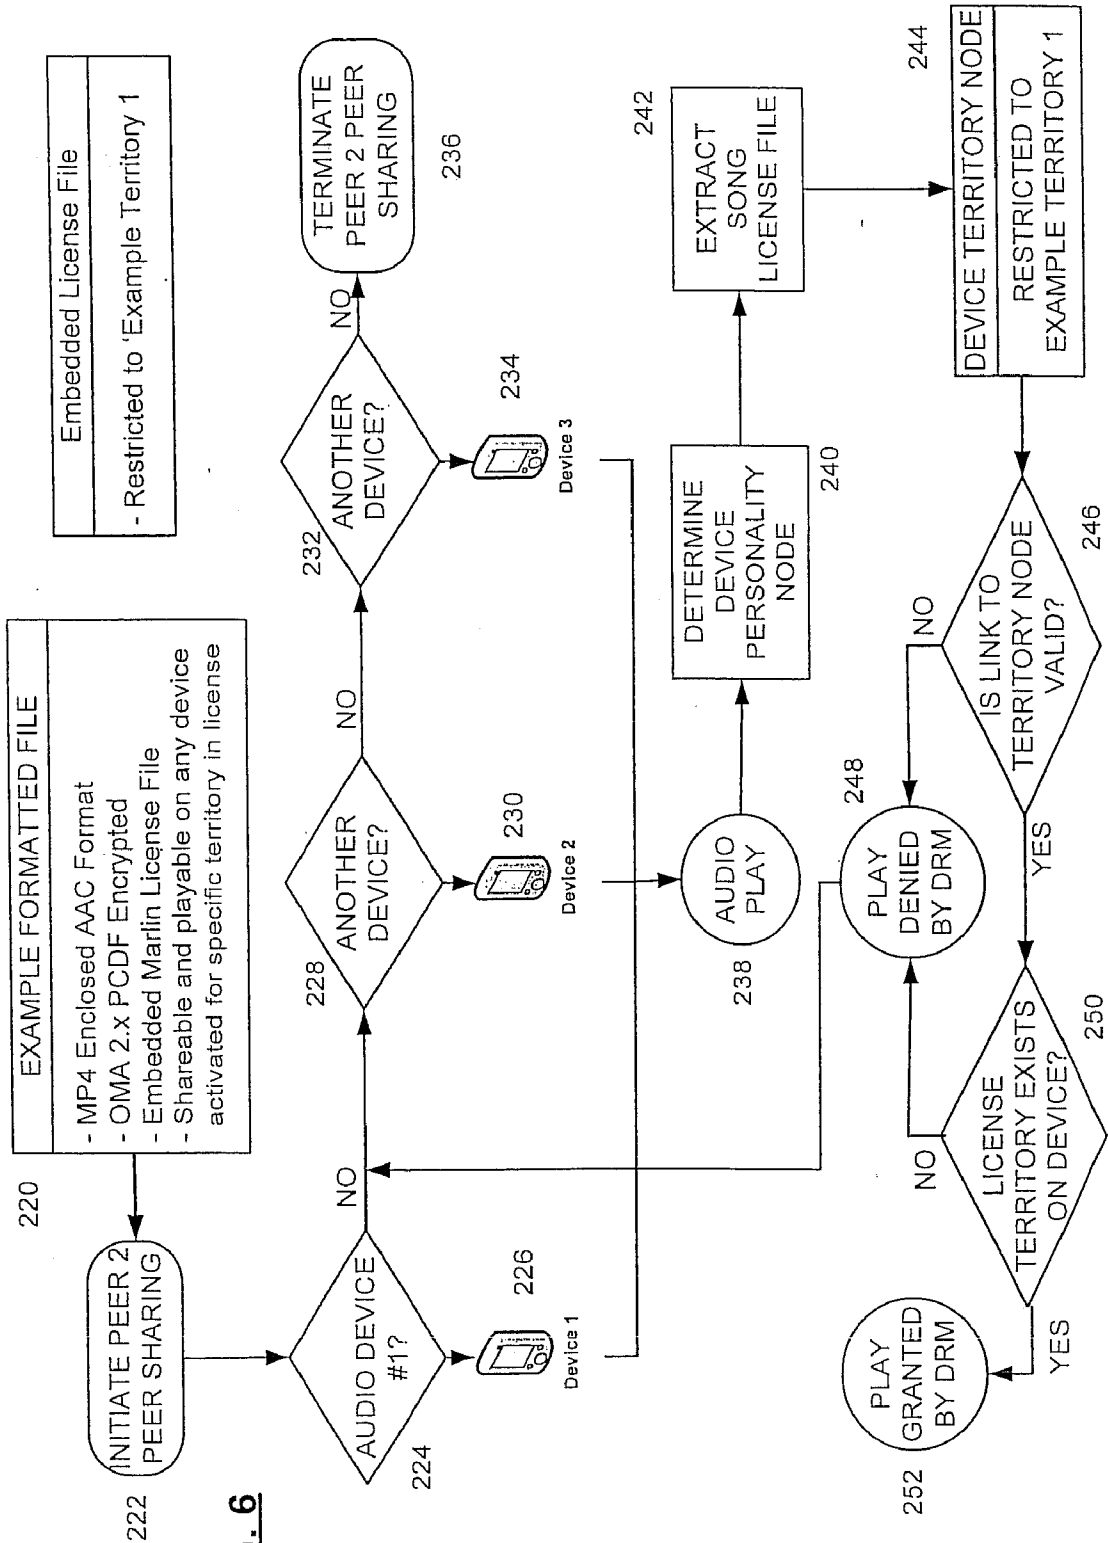 EXAMPLE FORMATTED FILE
- MP4 Enclosed AAC Format
- OMA 2.x PCDF Encrypted
- Embedded Marlin License File
- Shareable and playable on any device
activated for specific territory in license
220
Embedded License File
- Restricted to 'Example Territory 1
INITIATE PEER 2
PEER SHARING
222
. 6
AUDIO DEVICE
#1?
224
NO
226
Device 1
ANOTHER
DEVICE?
228
NO
230
Device 2
ANOTHER
DEVICE?
232
NO
234
Device 3
TERMINATE
PEER 2 PEER
SHARING
236
AUDIO
PLAY
238
DETERMINE
DEVICE
PERSONALITY
NODE
240
EXTRACT
SONG
LICENSE FILE
242
DEVICE TERRITORY NODE
RESTRICTED TO
EXAMPLE TERRITORY 1
244
IS LINK TO
TERRITORY NODE
VALID?
246
NO
YES
PLAY
DENIED
BY DRM
248
LICENSE
TERRITORY EXISTS
ON DEVICE?
250
NO
YES
PLAY
GRANTED
BY DRM
252